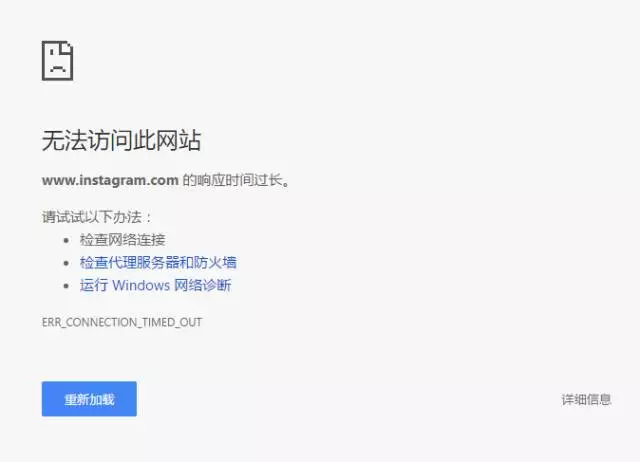 无法访问此网站
www.instagram.com 的响应时间过长。
请试试以下办法：
检查网络连接
检查代理服务器和防火墙
运行 Windows 网络诊断
ERR_CONNECTION_TIMED_OUT
重新加载
详细信息